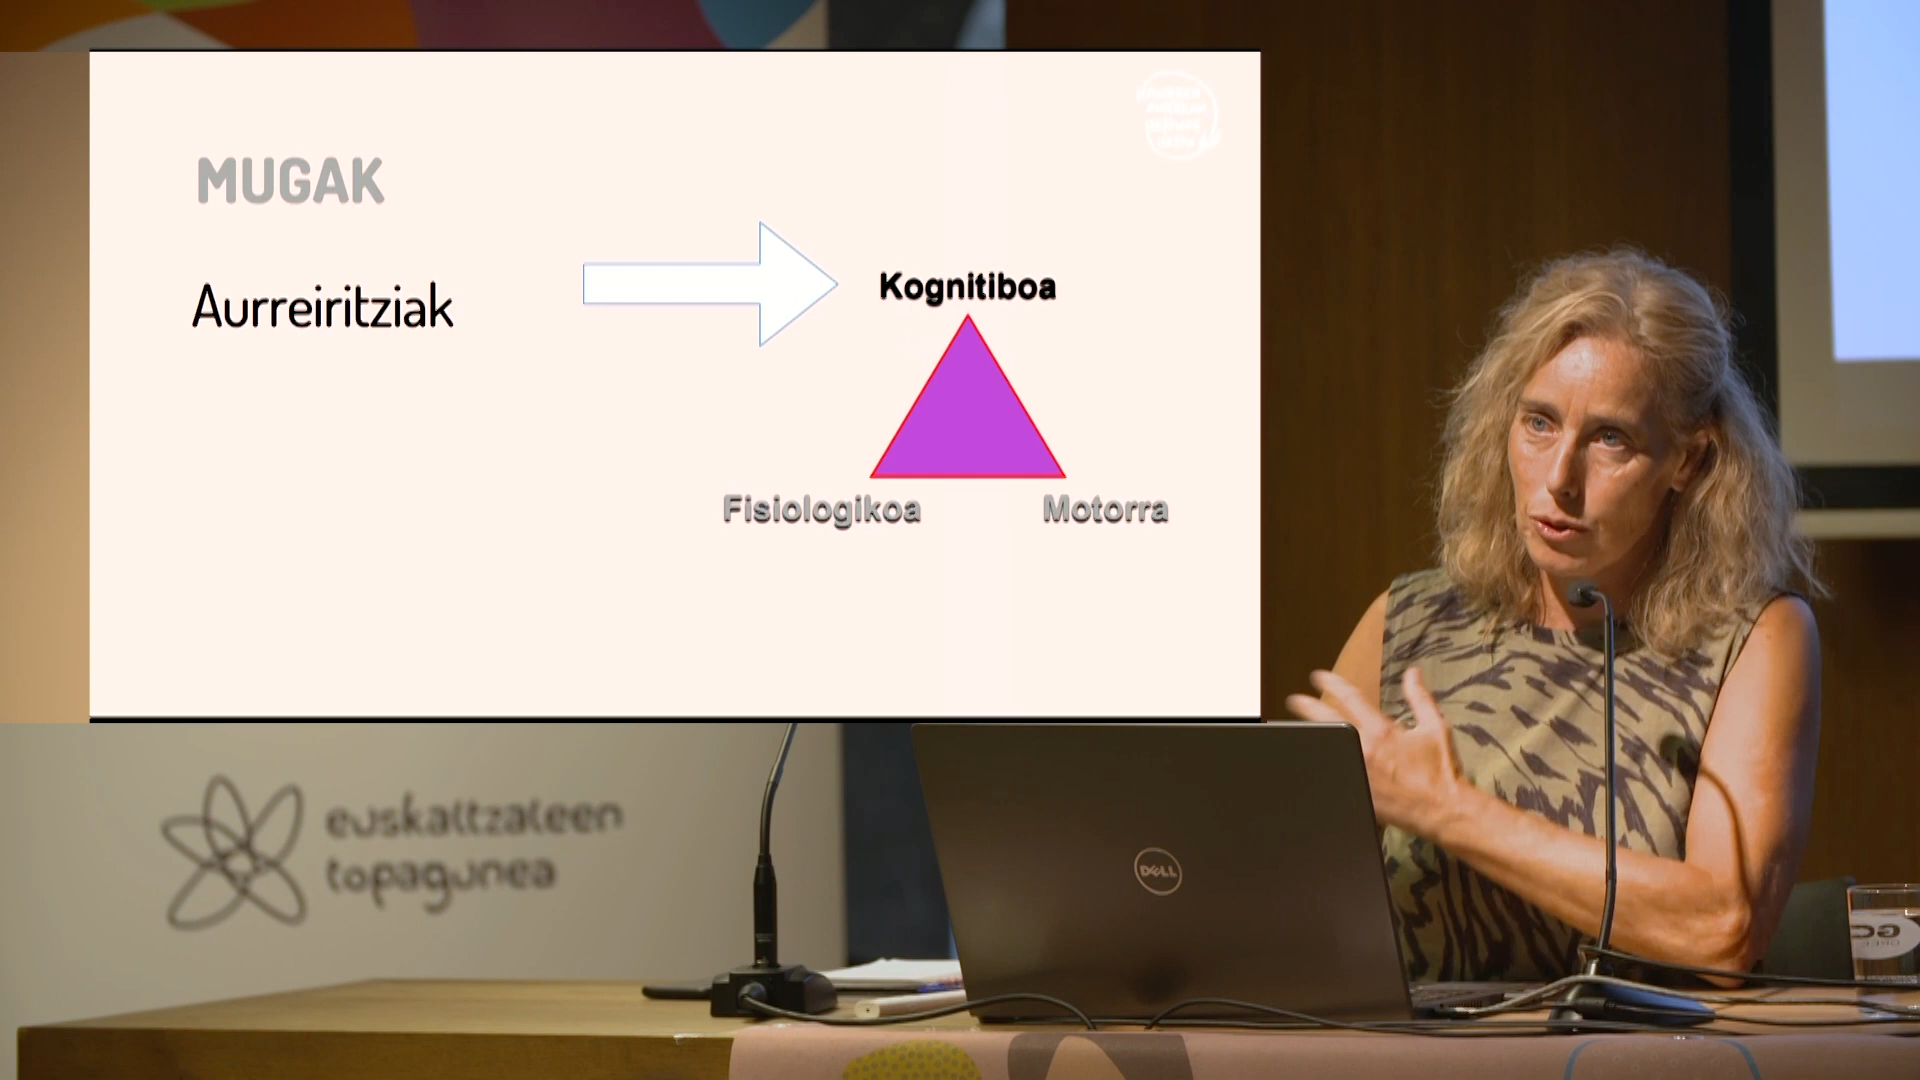 MUGAK
Aurreiritziak
Kognitiboa
Fisiologikoa
Motorra
euskaltzaleen
topagunea
DELL